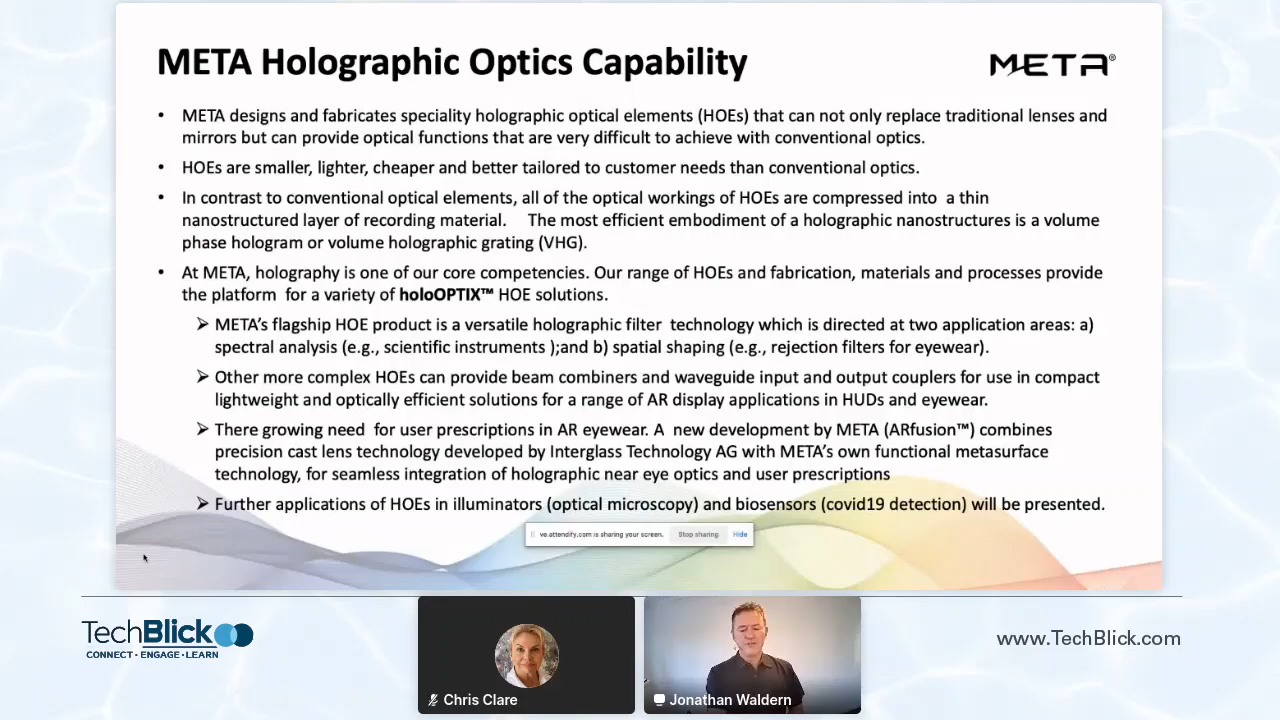 META Holographic Optics Capability
META®
• META designs and fabricates speciality holographic optical elements (HOEs) that can not only replace traditional lenses and
mirrors but can provide optical functions that are very difficult to achieve with conventional optics.
• HOEs are smaller, lighter, cheaper and better tailored to customer needs than conventional optics.
• In contrast to conventional optical elements, all of the optical workings of HOEs are compressed into a thin
nanostructured layer of recording material. The most efficient embodiment of a holographic nanostructures is a volume
phase hologram or volume holographic grating (VHG).
• At META, holography is one of our core competencies. Our range of HOEs and fabrication, materials and processes provide
the platform for a variety of holoOPTIX™ HOE solutions.
➢ META's flagship HOE product is a versatile holographic filter technology which is directed at two application areas: a)
spectral analysis (e.g., scientific instruments );and b) spatial shaping (e.g., rejection filters for eyewear).
➢ Other more complex HOEs can provide beam combiners and waveguide input and output couplers for use in compact
lightweight and optically efficient solutions for a range of AR display applications in HUDs and eyewear.
➢ There growing need for user prescriptions in AR eyewear. A new development by META (ARfusion™) combines
precision cast lens technology developed by Interglass Technology AG with META's own functional metasurface
technology, for seamless integration of holographic near eye optics and user prescriptions
➢ Further applications of HOEs in illuminators (optical microscopy) and biosensors (covid19 detection) will be presented.
ve.attendify.com is sharing your screen. Stop sharing Hide
TechBlick
CONNECT • ENGAGE • LEARN
Chris Clare
Jonathan Waldern
www.TechBlick.com